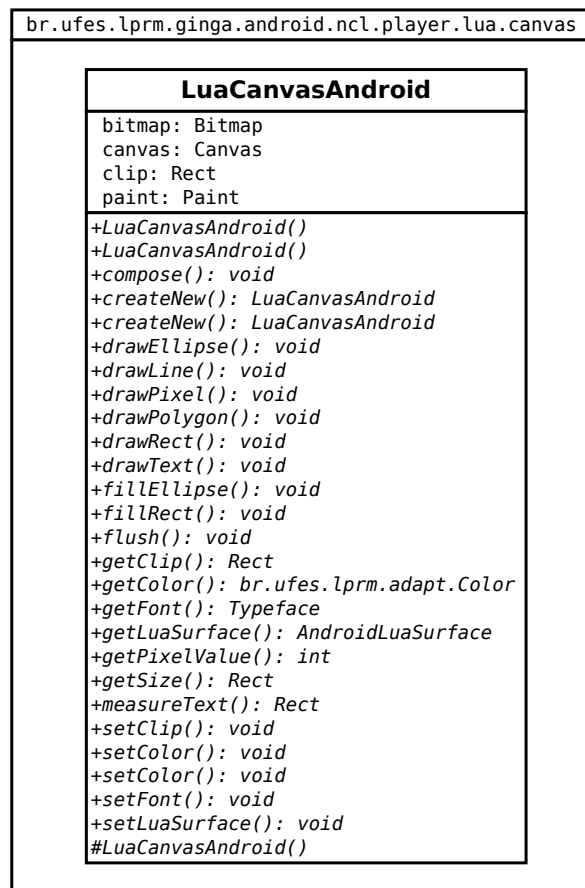 br.ufes.lprm.ginga.android.ncl.player.lua.canvas
LuaCanvasAndroid
bitmap: Bitmap
canvas: Canvas
clip: Rect
paint: Paint
+LuaCanvasAndroid()
+LuaCanvasAndroid()
+compose(): void
+createNew(): LuaCanvasAndroid
+createNew(): LuaCanvasAndroid
+drawEllipse(): void
+drawLine(): void
+drawPixel(): void
+drawPolygon(): void
+drawRect(): void
+drawText(): void
+fillEllipse(): void
+fillRect(): void
+flush(): void
+getClip(): Rect
+getColor(): br.ufes.lprm.adapt.Color
+getFont(): Typeface
+getLuaSurface(): AndroidLuaSurface
+getPixelValue(): int
+getSize(): Rect
+measureText(): Rect
+setClip(): void
+setColor(): void
+setColor(): void
+setFont(): void
+setLuaSurface(): void
#LuaCanvasAndroid()